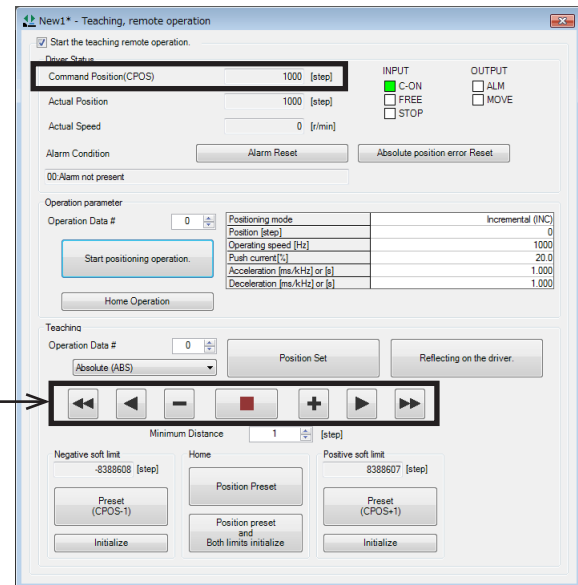 New1* - Teaching, remote operation
Start the teaching remote operation.
Driver Status
Command Position(CPOS) 1000 [step]
INPUT OUTPUT
C-ON ALM
Actual Position 1000 [step]
FREE MOVE
STOP
Actual Speed 0 [r/min]
Alarm Condition Alarm Reset Absolute position error Reset
00:Alarm not present
Operation parameter
Operation Data # 0
Positioning mode Incremental (INC)
Position [step] 0
Operating speed [Hz] 1000
Push current[%] 20.0
Acceleration [ms/kHz] or [s] 1.000
Deceleration [ms/kHz] or [s] 1.000
Start positioning operation.
Home Operation
Teaching
Operation Data # 0
Absolute (ABS)
Position Set
Reflecting on the driver.
Minimum Distance 1 [step]
Negative soft limit
-8388608 [step]
Preset
(CPOS-1)
Initialize
Home
Position Preset
Position preset
and
Both limits initialize
Positive soft limit
8388607 [step]
Preset
(CPOS+1)
Initialize